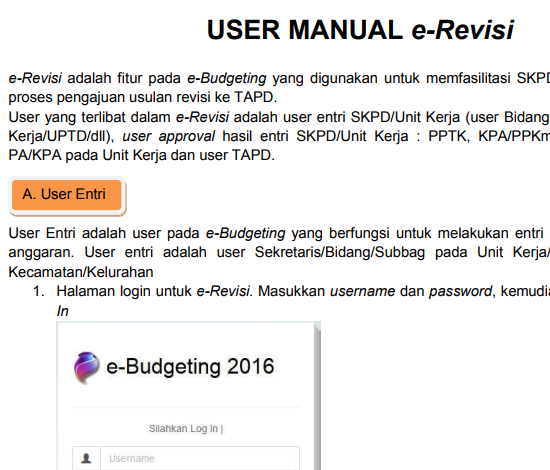 USER MANUAL e-Revisi
e-Revisi adalah fitur pada e-Budgeting yang digunakan untuk memfasilitasi SKPD
proses pengajuan usulan revisi ke TAPD.
User yang terlibat dalam e-Revisi adalah user entri SKPD/Unit Kerja (user Bidang
Kerja/UPTD/dll), user approval hasil entri SKPD/Unit Kerja : PPTK, KPA/PPKm
PA/KPA pada Unit Kerja dan user TAPD.
A. User Entri
User Entri adalah user pada e-Budgeting yang berfungsi untuk melakukan entri
anggaran. User entri adalah user Sekretaris/Bidang/Subbag pada Unit Kerja/
Kecamatan/Kelurahan
1. Halaman login untuk e-Revisi. Masukkan username dan password, kemudia
In
e-Budgeting 2016
Silahkan Log In |
Username